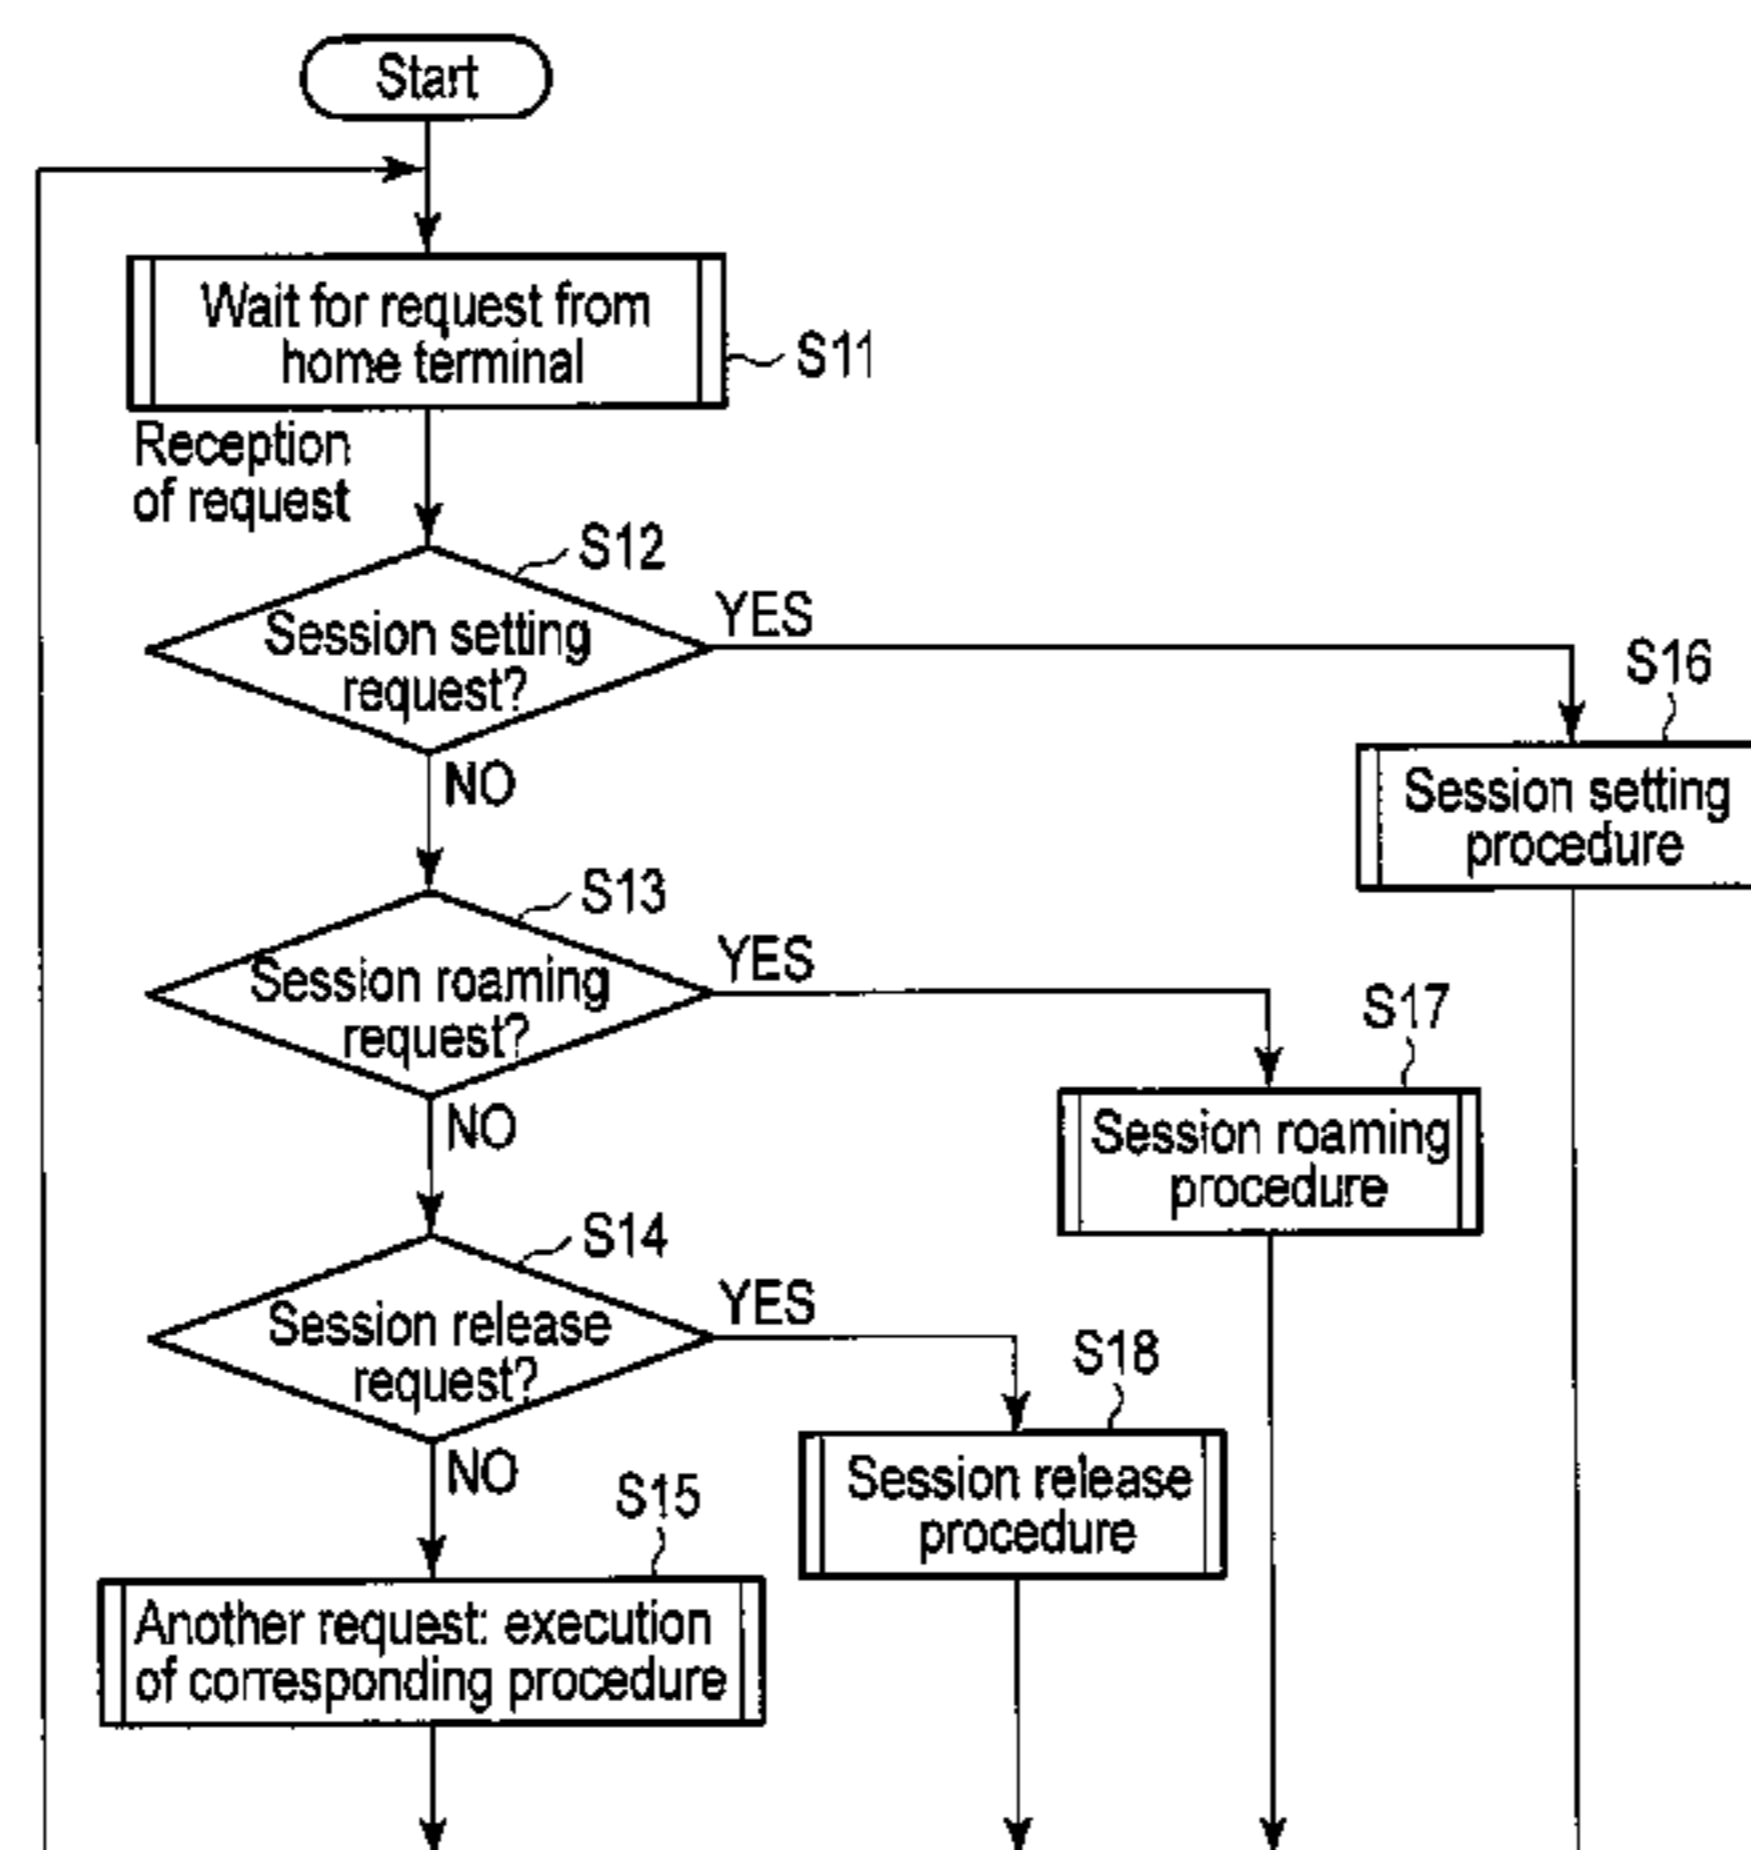 Start
Wait for request from
home terminal
S11
Reception
of request
S12
Session setting
request?
YES
NO
S16
Session setting
procedure
S13
Session roaming
request?
YES
NO
S17
Session roaming
procedure
S14
Session release
request?
YES
NO
S18
Session release
procedure
S15
Another request: execution
of corresponding procedure